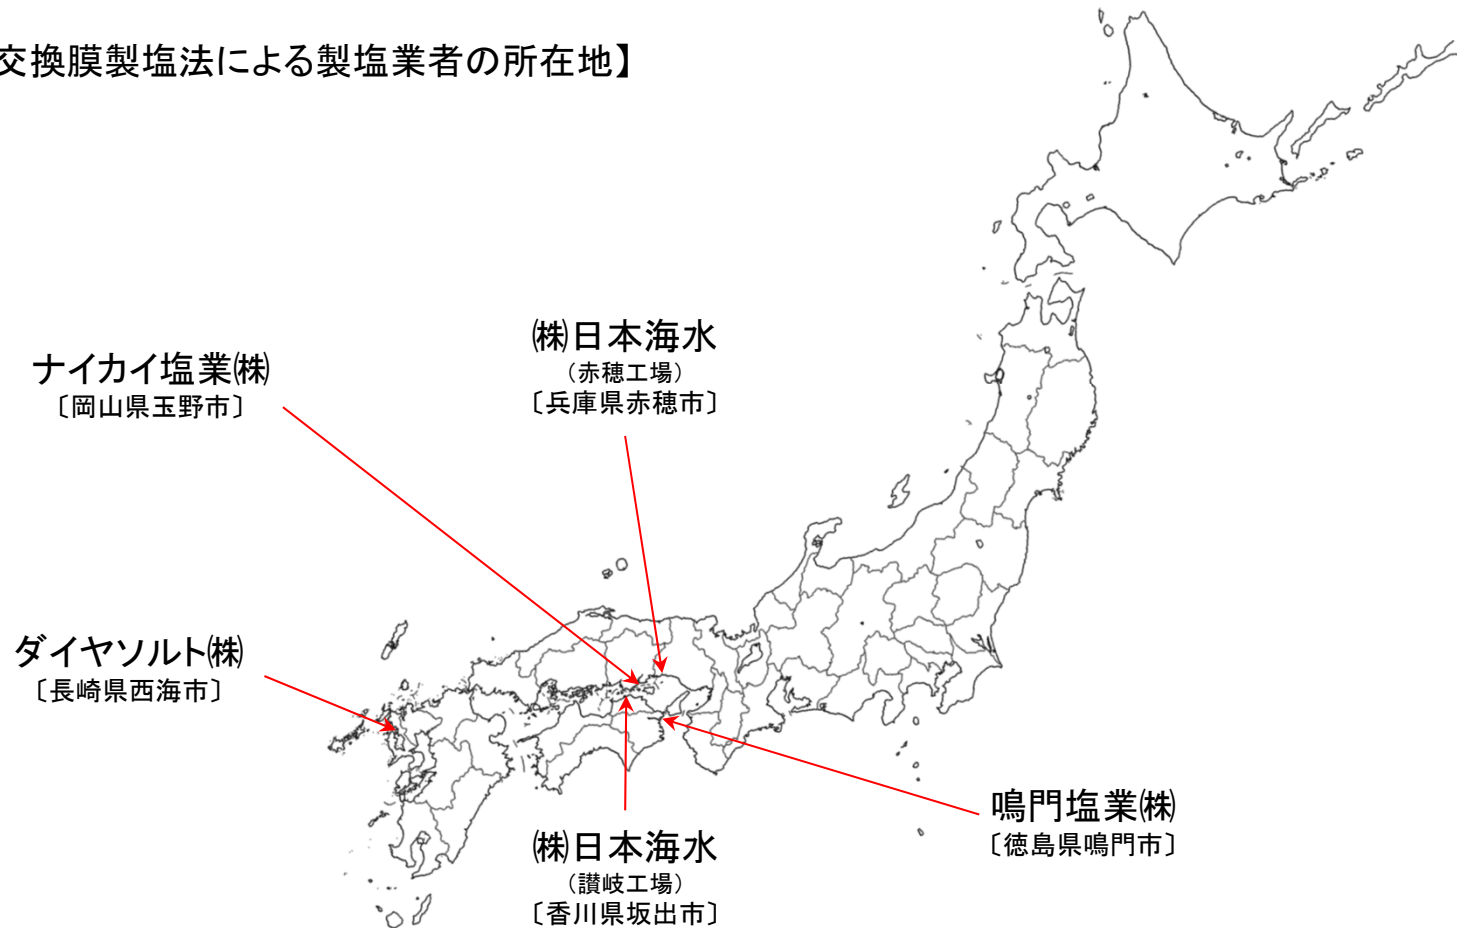 交換膜製塩法による製塩業者の所在地】
㈱日本海水
（赤穂工場）
〔兵庫県赤穂市〕
ナイカイ塩業㈱
〔岡山県玉野市〕
ダイヤソルト㈱
〔長崎県西海市〕
鳴門塩業㈱
〔徳島県鳴門市〕
㈱日本海水
（讃岐工場）
〔香川県坂出市〕